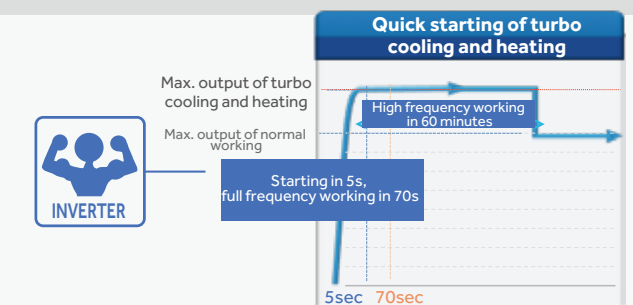 Quick starting of turbo
cooling and heating
Max. output of turbo
cooling and heating
High frequency working
in 60 minutes
Max. output of normal
working
Starting in 5s,
full frequency working in 70s
INVERTER
5sec 70sec